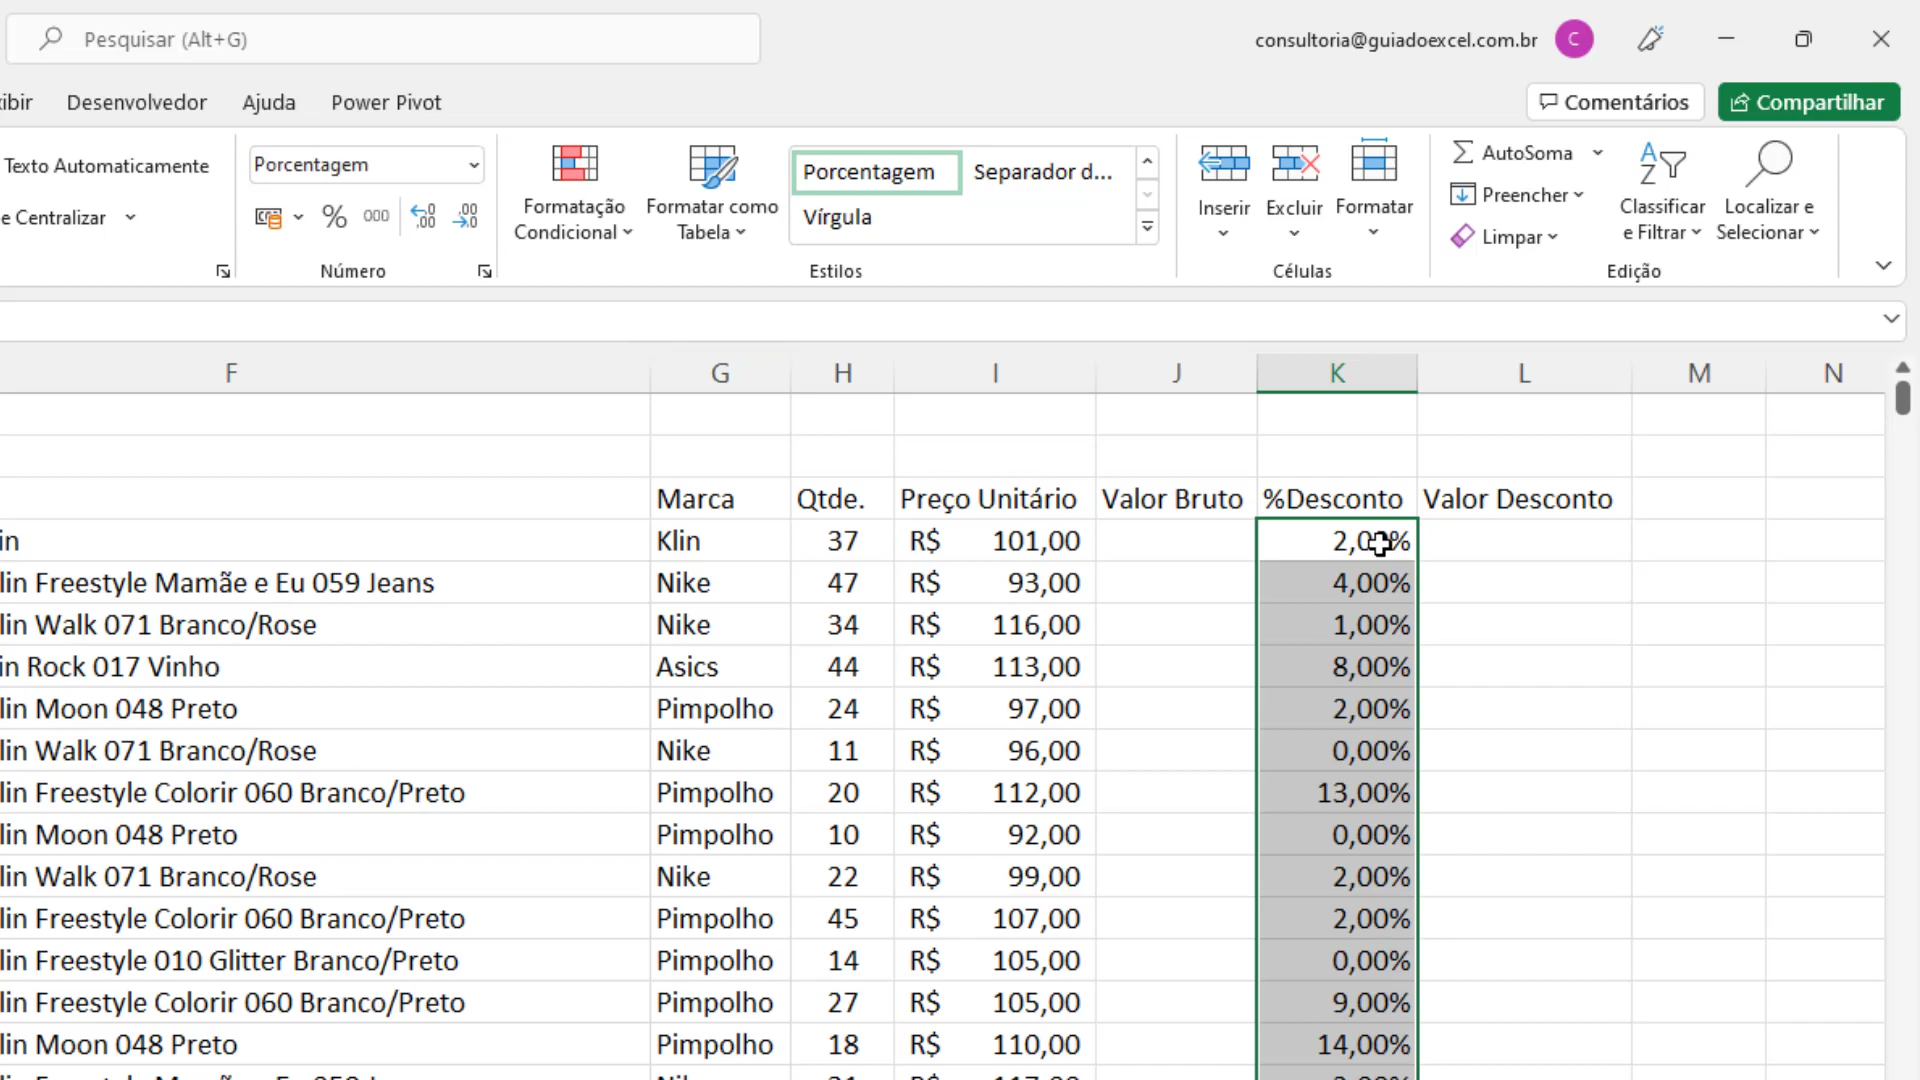 Pesquisar (Alt+G)
consultoria@guiadoexcel.com.br
C
ibir
Desenvolvedor
Ajuda
Power Pivot
Comentários
Compartilhar
Texto Automaticamente
e Centralizar
Porcentagem
% 000
Número
Formatação Condicional
Formatar como Tabela
Porcentagem
Separador d...
Vírgula
Estilos
Inserir
Excluir
Formatar
Células
AutoSoma
Preencher
Limpar
Classificar e Filtrar
Localizar e Selecionar
Edição
F G H I J K L M N
Marca Qtde. Preço Unitário Valor Bruto %Desconto Valor Desconto
in Klin 37 R$ 101,00
lin Freestyle Mamãe e Eu 059 Jeans Nike 47 R$ 93,00 4,00%
lin Walk 071 Branco/Rose Nike 34 R$ 116,00 1,00%
in Rock 017 Vinho Asics 44 R$ 113,00 8,00%
lin Moon 048 Preto Pimpolho 24 R$ 97,00 2,00%
lin Walk 071 Branco/Rose Nike 11 R$ 96,00 0,00%
lin Freestyle Colorir 060 Branco/Preto Pimpolho 20 R$ 112,00 13,00%
lin Moon 048 Preto Pimpolho 10 R$ 92,00 0,00%
lin Walk 071 Branco/Rose Nike 22 R$ 99,00 2,00%
lin Freestyle Colorir 060 Branco/Preto Pimpolho 45 R$ 107,00 2,00%
lin Freestyle 010 Glitter Branco/Preto Pimpolho 14 R$ 105,00 0,00%
lin Freestyle Colorir 060 Branco/Preto Pimpolho 27 R$ 105,00 9,00%
lin Moon 048 Preto Pimpolho 18 R$ 110,00 14,00%